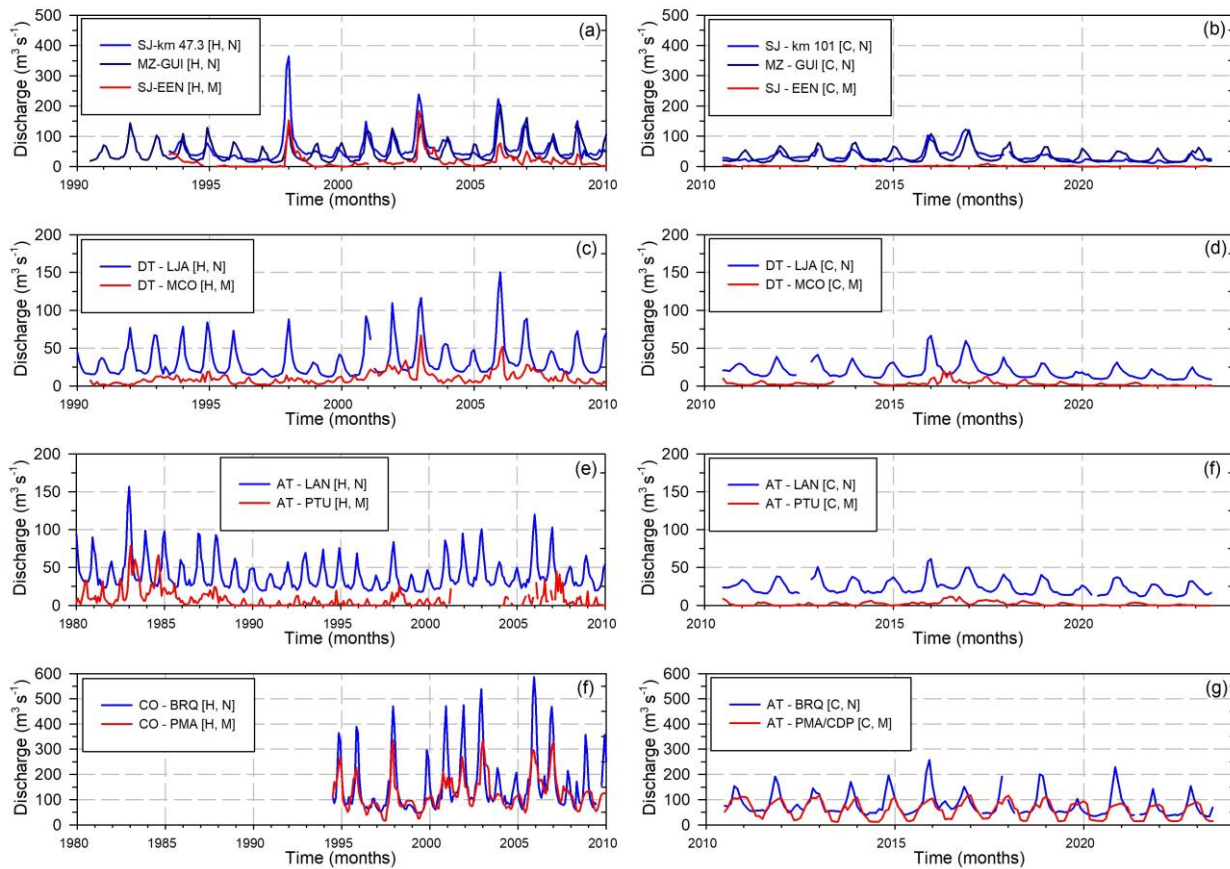 (a)
Discharge (m³ s⁻¹)
500
400
300
200
100
0
SJ-km 47.3 [H, N]
MZ-GUI [H, N]
SJ-EEN [H, M]
1990 1995 2000 2005 2010
Time (months)
(b)
Discharge (m³ s⁻¹)
500
400
300
200
100
0
SJ - km 101 [C, N]
MZ - GUI [C, N]
SJ - EEN [C, M]
2010 2015 2020
Time (months)
(c)
Discharge (m³ s⁻¹)
200
150
100
50
0
DT - LJA [H, N]
DT - MCO [H, M]
1990 1995 2000 2005 2010
Time (months)
(d)
Discharge (m³ s⁻¹)
200
150
100
50
0
DT - LJA [C, N]
DT - MCO [C, M]
2010 2015 2020
Time (months)
(e)
Discharge (m³ s⁻¹)
200
150
100
50
0
AT - LAN [H, N]
AT - PTU [H, M]
1980 1985 1990 1995 2000 2005 2010
Time (months)
(f)
Discharge (m³ s⁻¹)
200
150
100
50
0
AT - LAN [C, N]
AT - PTU [C, M]
2010 2015 2020
Time (months)
(f)
Discharge (m³ s⁻¹)
600
500
400
300
200
100
0
CO - BRQ [H, N]
CO - PMA [H, M]
1980 1985 1990 1995 2000 2005 2010
Time (months)
(g)
Discharge (m³ s⁻¹)
600
500
400
300
200
100
0
AT - BRQ [C, N]
AT - PMA/CDP [C, M]
2010 2015 2020
Time (months)